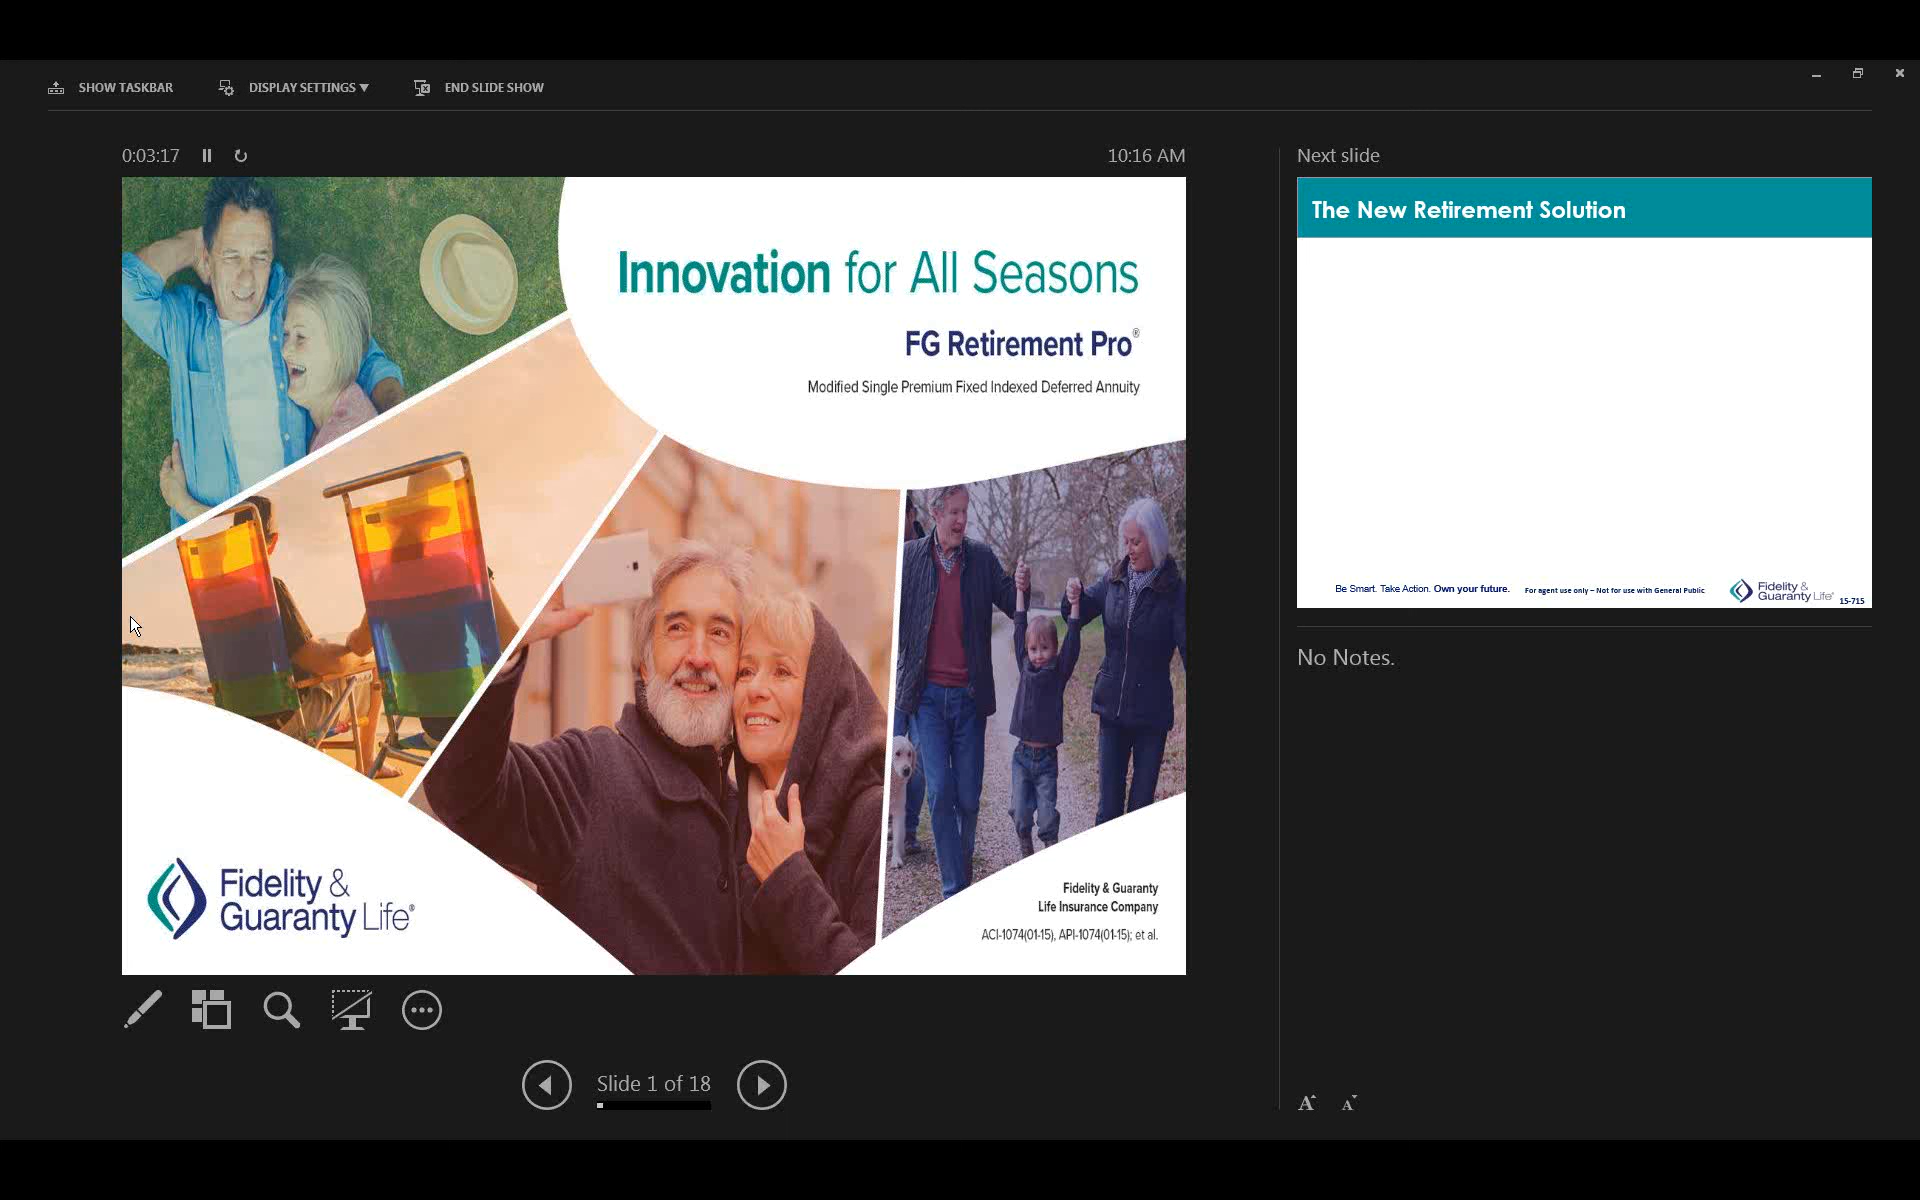 SHOW TASKBAR
DISPLAY SETTINGS ▼
END SLIDE SHOW
0:03:17
10:16 AM
Innovation for All Seasons
FG Retirement Pro®
Modified Single Premium Fixed Indexed Deferred Annuity
Fidelity &
Guaranty Life®
Fidelity & Guaranty
Life Insurance Company
ACI-1074(01-15), API-1074(01-15); et al.
Slide 1 of 18
Next slide
The New Retirement Solution
Be Smart. Take Action. Own your future.
For agent use only – Not for use with General Public
Fidelity &
Guaranty Life®
15-715
No Notes.
A
A